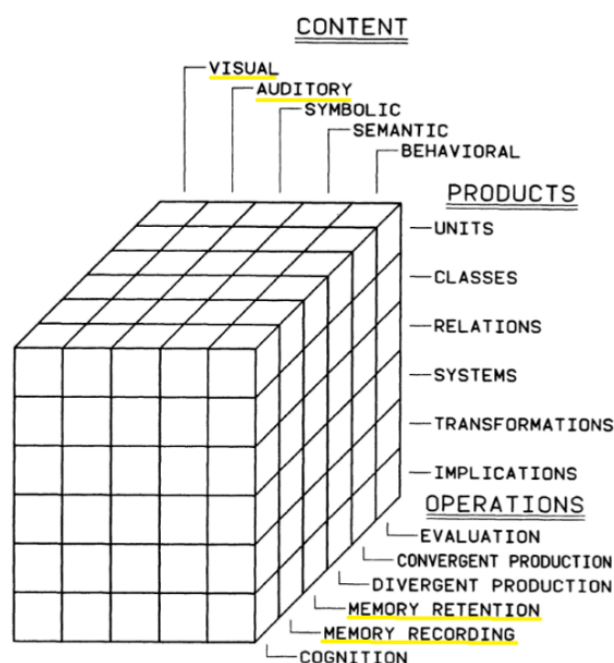 CONTENT
VISUAL
AUDITORY
SYMBOLIC
SEMANTIC
BEHAVIORAL
PRODUCTS
UNITS
CLASSES
RELATIONS
SYSTEMS
TRANSFORMATIONS
IMPLICATIONS
OPERATIONS
EVALUATION
CONVERGENT PRODUCTION
DIVERGENT PRODUCTION
MEMORY RETENTION
MEMORY RECORDING
COGNITION